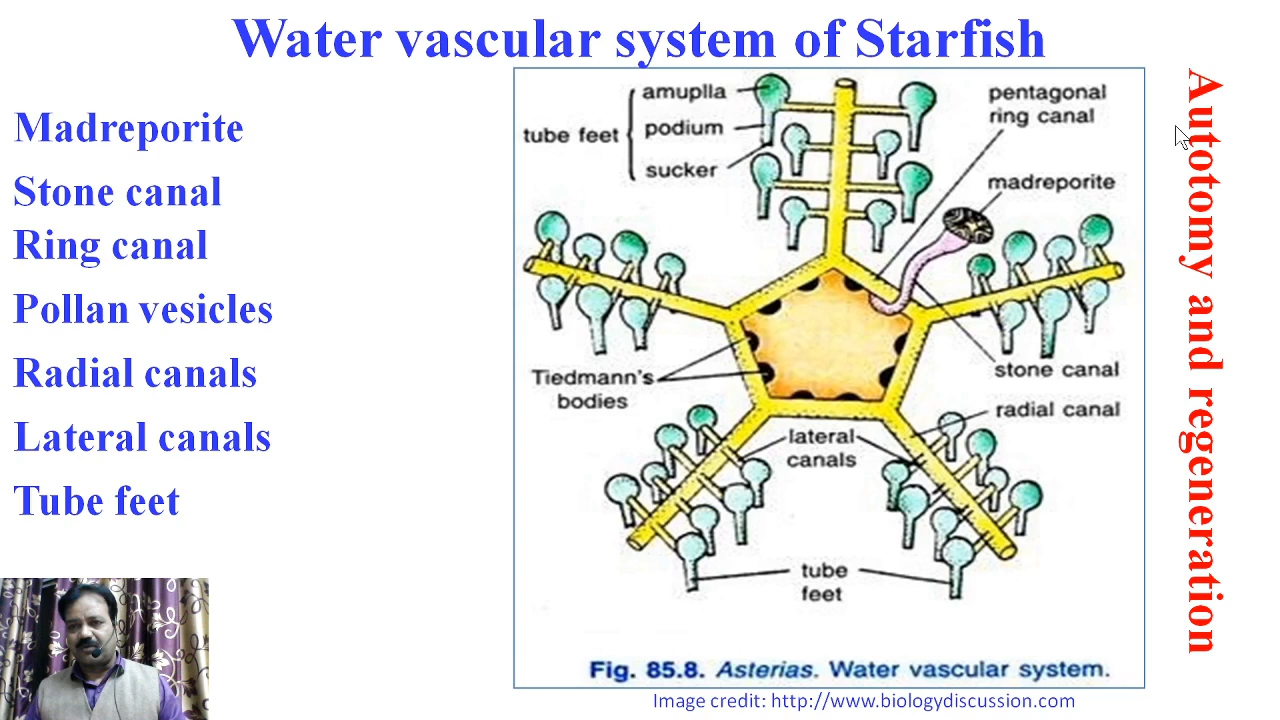 Water vascular system of Starfish
Madreporite
Stone canal
Ring canal
Pollan vesicles
Radial canals
Lateral canals
Tube feet
amuplla
tube feet
podium
sucker
pentagonal
ring canal
madreporite
Tiedmann's
bodies
stone canal
radial canal
lateral
canals
tube
feet
Fig. 85.8. Asterias. Water vascular system.
Image credit: http://www.biologydiscussion.com
Autotomy and regeneration